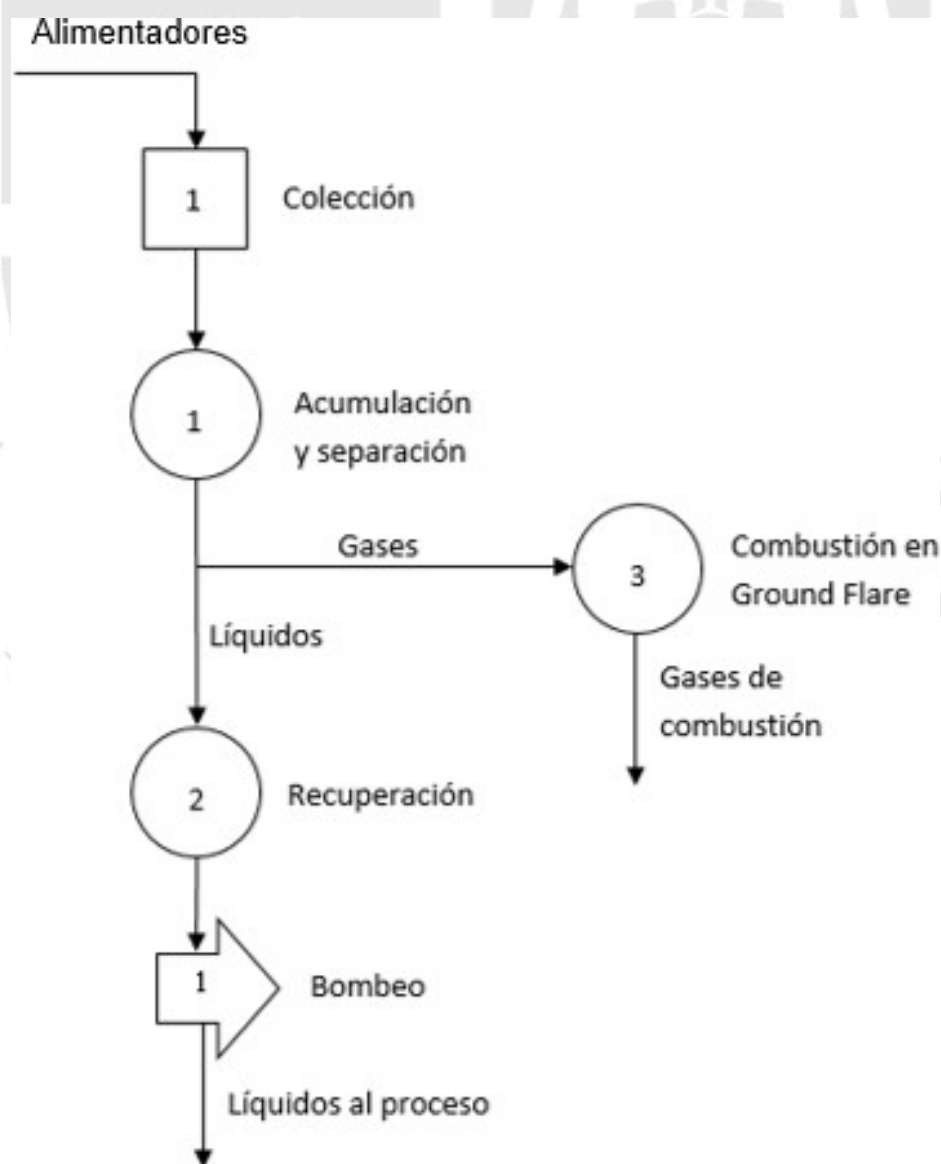 Alimentadores
1
Colección
1
Acumulación
y separación
Gases
3
Combustión en
Ground Flare
Líquidos
Gases de
combustión
2
Recuperación
1
Bombeo
Líquidos al proceso